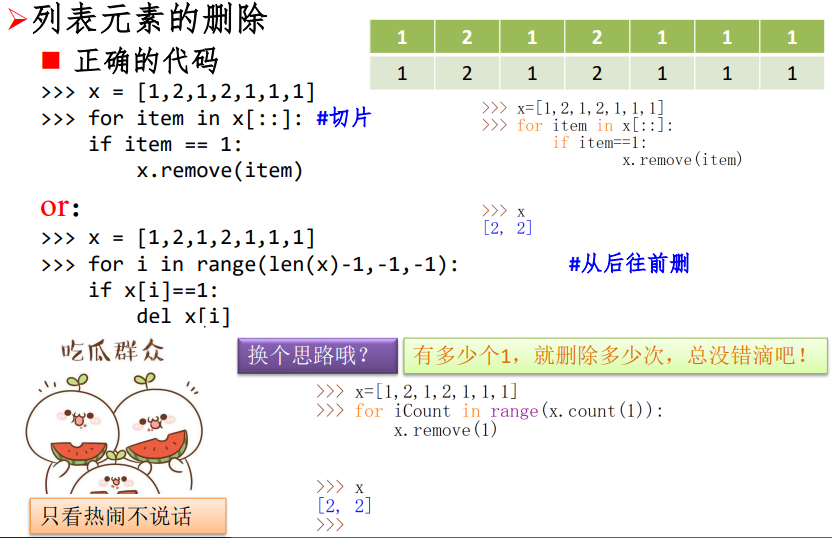 列表元素的删除
正确的代码
1 2 1 2 1 1 1
1 2 1 2 1 1 1
>>> x = [1,2,1,2,1,1,1]
>>> for item in x[::]: #切片
    if item == 1:
        x.remove(item)
>>> x=[1,2,1,2,1,1,1]
>>> for item in x[::]:
        if item==1:
                x.remove(item)
>>> x
[2, 2]
or:
>>> x = [1,2,1,2,1,1,1]
>>> for i in range(len(x)-1,-1,-1): #从后往前删
    if x[i]==1:
        del x[i]
吃瓜群众
换个思路哦？
有多少个1，就删除多少次，总没错滴吧！
>>> x=[1,2,1,2,1,1,1]
>>> for iCount in range(x.count(1)):
        x.remove(1)
>>> x
[2, 2]
>>>
只看热闹不说话